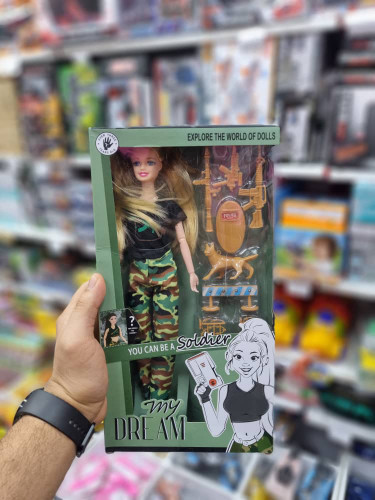 EXPLORE THE WORLD OF DOLLS
?
YOU CAN BE A Soldier
my
DREAM